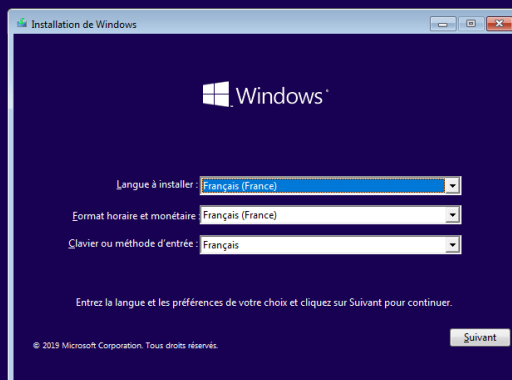 Installation de Windows
Windows
Langue à installer : Français (France)
Format horaire et monétaire : Français (France)
Clavier ou méthode d'entrée : Français
Entrez la langue et les préférences de votre choix et cliquez sur Suivant pour continuer.
Suivant
© 2019 Microsoft Corporation. Tous droits réservés.